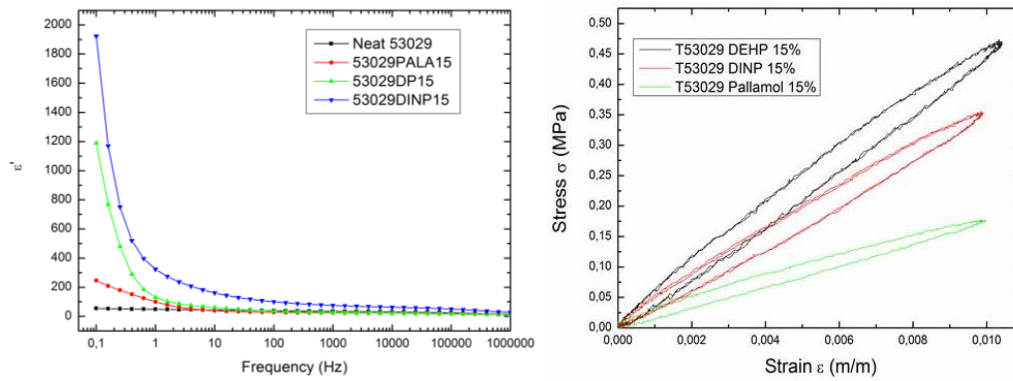 2000
1800
1600
1400
1200
1000
800
600
400
200
0
ε'
Neat 53029
53029PALA15
53029DP15
53029DINP15
0,1 1 10 100 1000 10000 100000 1000000
Frequency (Hz)
0,50
0,45
0,40
0,35
0,30
0,25
0,20
0,15
0,10
0,05
0,00
Stress σ (MPa)
T53029 DEHP 15%
T53029 DINP 15%
T53029 Pallamol 15%
0,000 0,002 0,004 0,006 0,008 0,010
Strain ε (m/m)